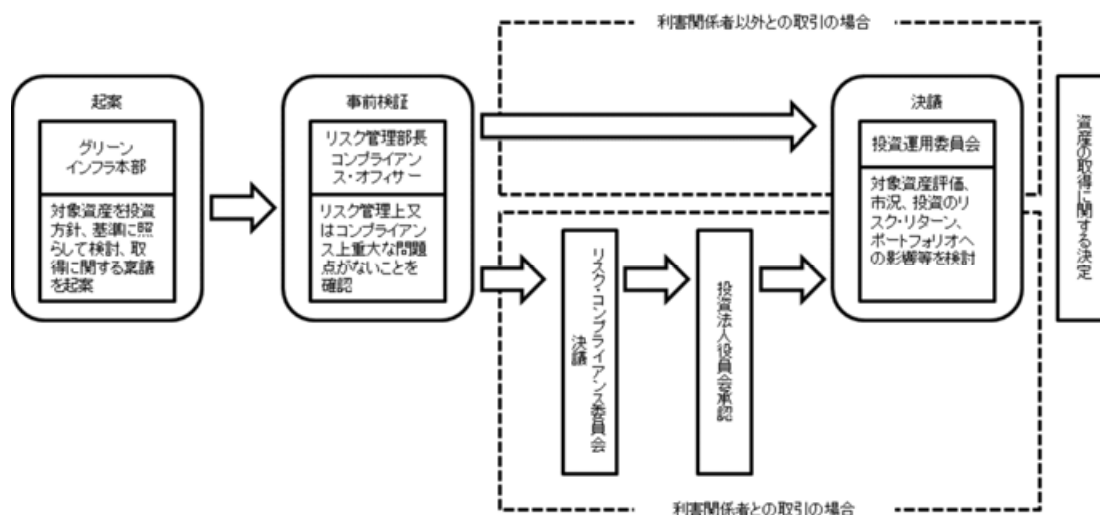 利害関係者以外との取引の場合
起案
グリーン
インフラ本部
対象資産を投資
方針、基準に照
らして検討、取
得に関する稟議
を起案
事前検証
リスク管理部長
コンプライアン
ス・オフィサー
リスク管理上又
はコンプライアン
ス上重大な問題
点がないことを
確認
リスク・コンプライアンス委員会
決議
投資法人役員会承認
決議
投資運用委員会
対象資産評価、
市況、投資のリ
スク・リターン、
ポートフォリオへ
の影響等を検討
資産の取得に関する決定
利害関係者との取引の場合